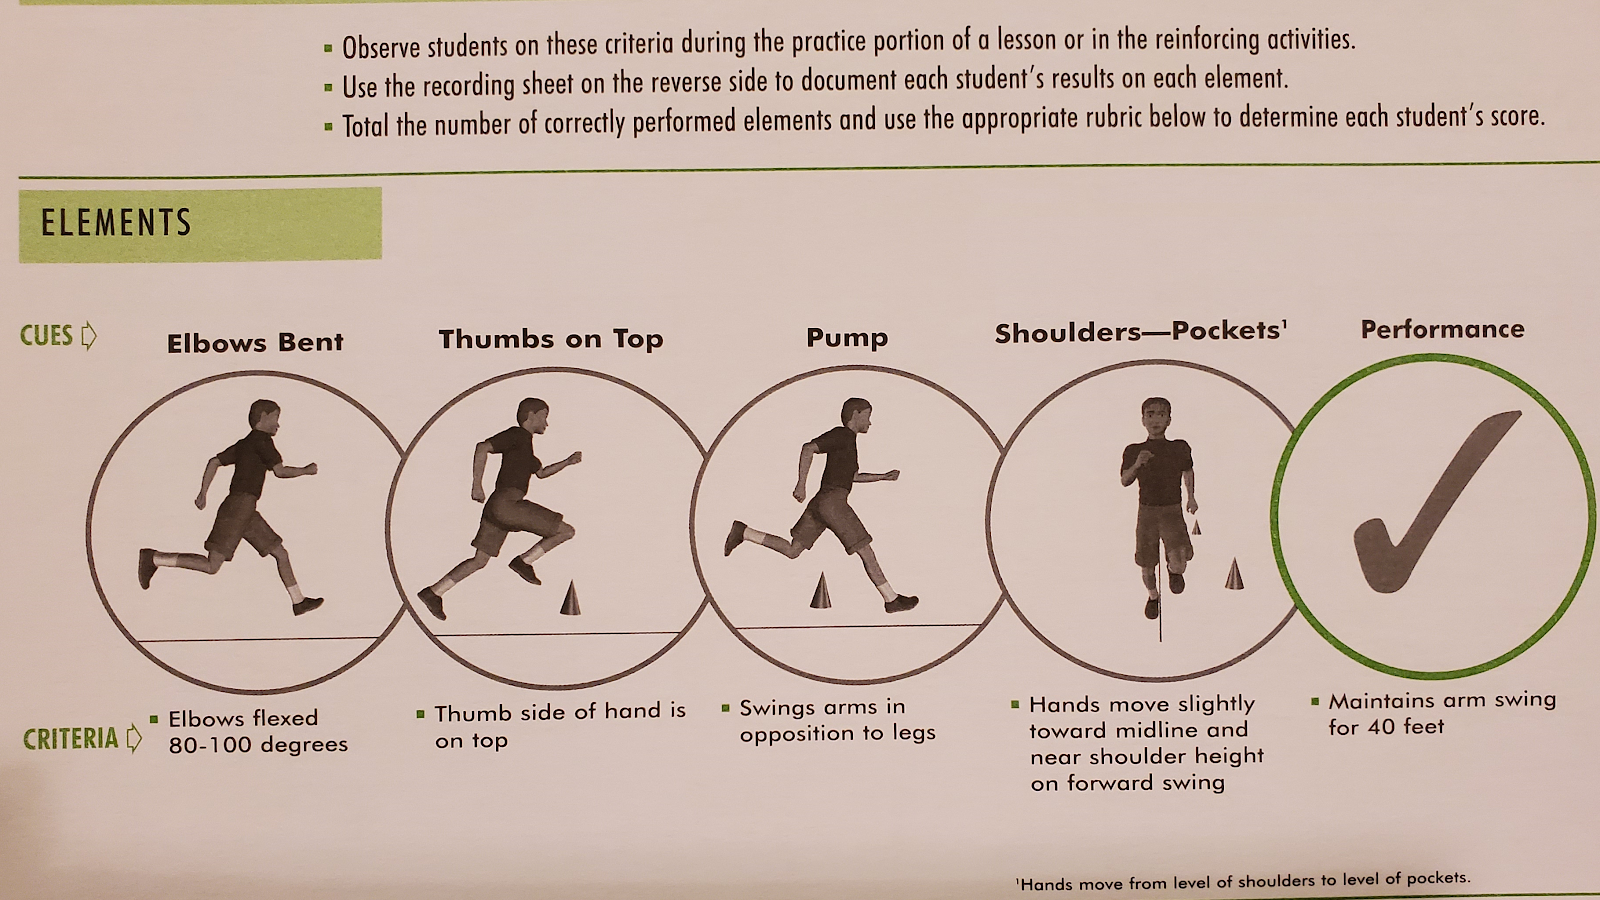 ▪ Observe students on these criteria during the practice portion of a lesson or in the reinforcing activities.
▪ Use the recording sheet on the reverse side to document each student's results on each element.
▪ Total the number of correctly performed elements and use the appropriate rubric below to determine each student's score.
ELEMENTS
CUES
Elbows Bent
Thumbs on Top
Pump
Shoulders—Pockets¹
Performance
CRITERIA
▪ Elbows flexed
80-100 degrees
▪ Thumb side of hand is
on top
▪ Swings arms in
opposition to legs
▪ Hands move slightly
toward midline and
near shoulder height
on forward swing
▪ Maintains arm swing
for 40 feet
¹Hands move from level of shoulders to level of pockets.